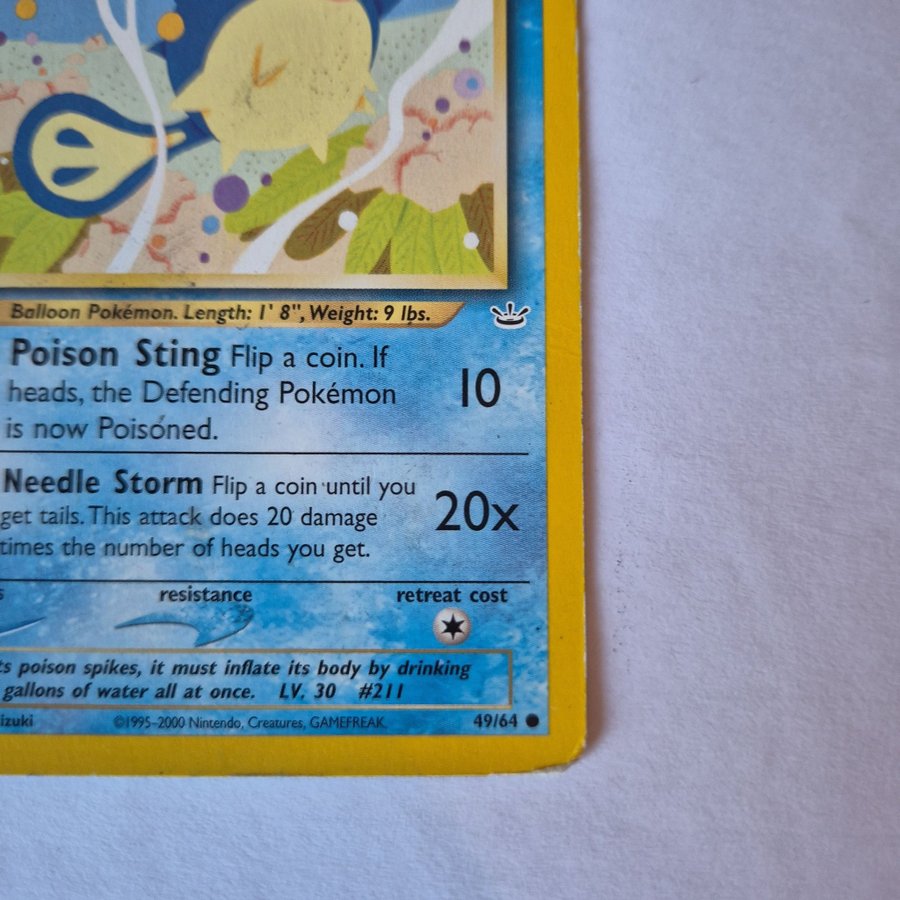 Balloon Pokémon. Length: 1' 8", Weight: 9 lbs.
Poison Sting Flip a coin. If
heads, the Defending Pokémon
is now Poisoned.
10
Needle Storm Flip a coin until you
get tails. This attack does 20 damage
times the number of heads you get.
20x
s resistance retreat cost
ts poison spikes, it must inflate its body by drinking
gallons of water all at once. LV. 30 #211
izuki ©1995-2000 Nintendo, Creatures, GAMEFREAK. 49/64